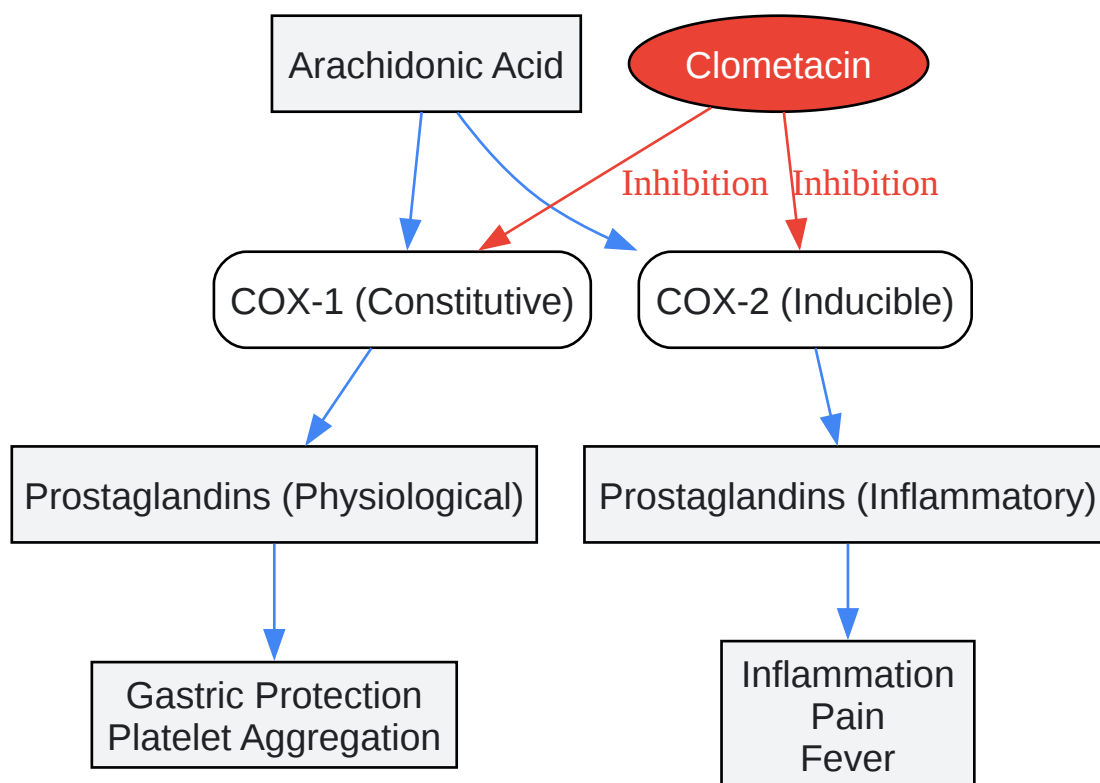 Arachidonic Acid
Clometacin
Inhibition
Inhibition
COX-1 (Constitutive)
COX-2 (Inducible)
Prostaglandins (Physiological)
Prostaglandins (Inflammatory)
Gastric Protection
Platelet Aggregation
Inflammation
Pain
Fever